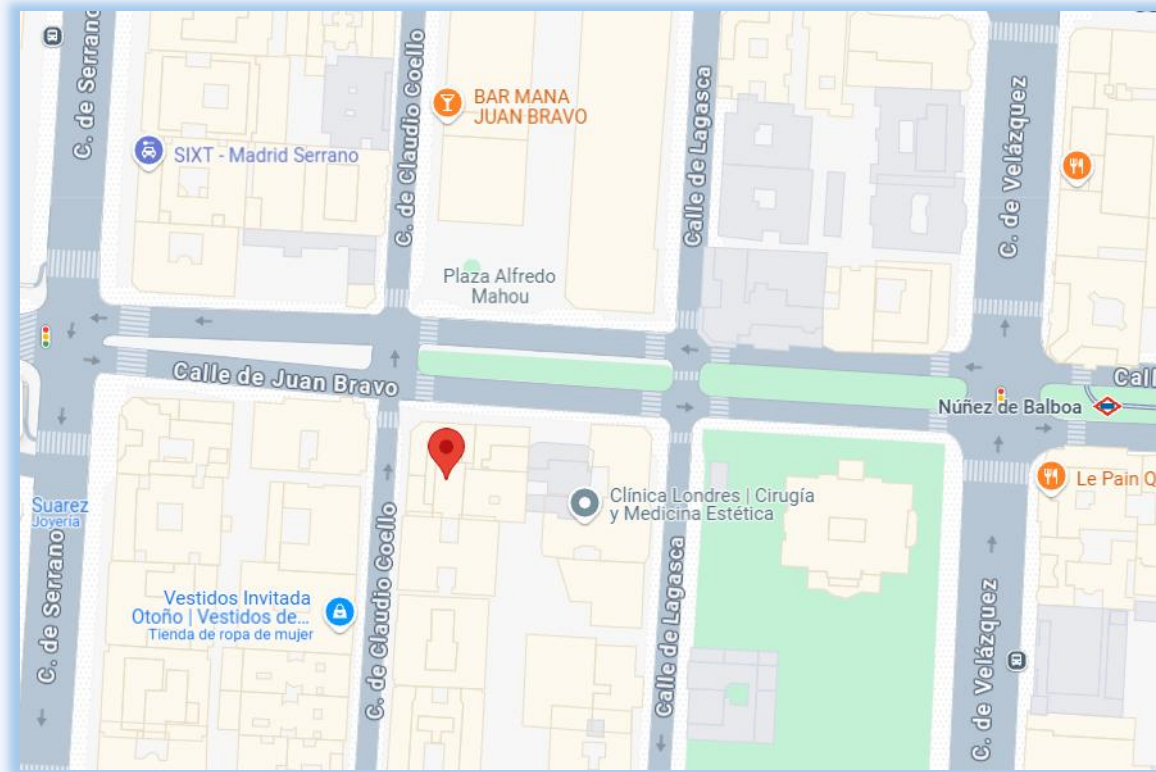 C. de Serrano
SIXT - Madrid Serrano
C. de Claudio Coello
BAR MANA
JUAN BRAVO
Plaza Alfredo
Mahou
Calle de Lagasca
C. de Velázquez
Calle de Juan Bravo
Call
Núñez de Balboa
Suarez
Joyería
C. de Serrano
Vestidos Invitada
Otoño | Vestidos de...
Tienda de ropa de mujer
C. de Claudio Coello
Clínica Londres | Cirugía
y Medicina Estética
Calle de Lagasca
Le Pain Q
C. de Velázquez